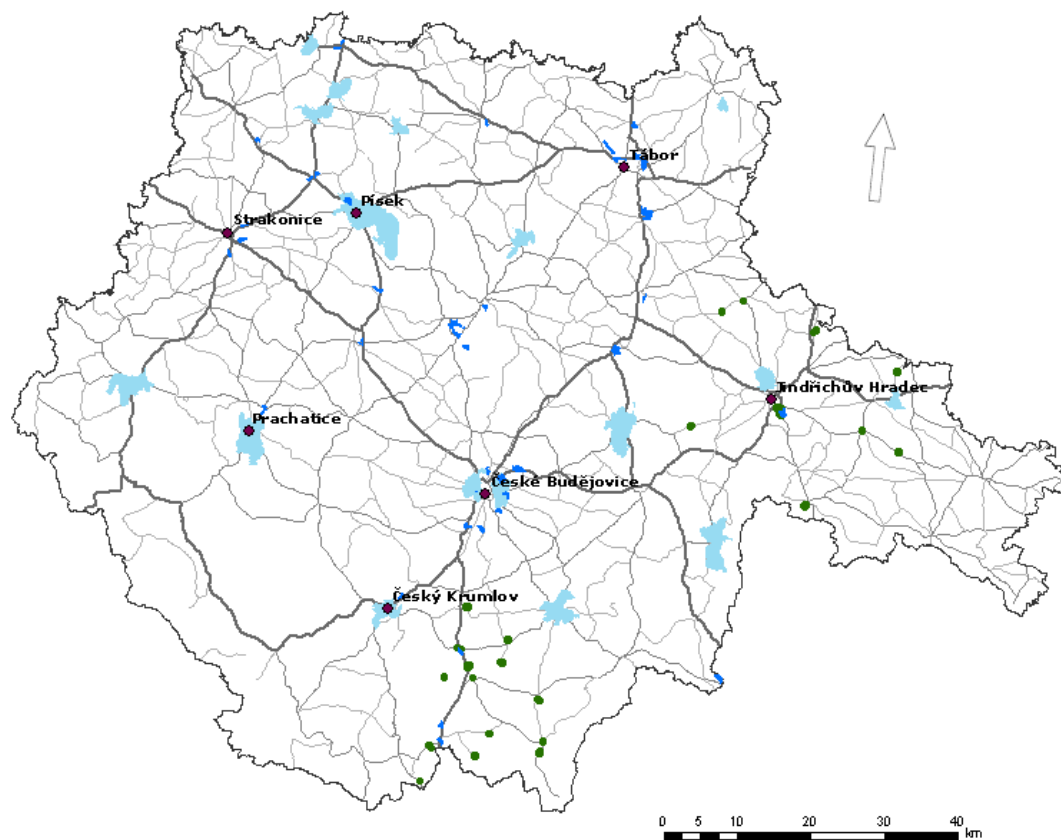 Tábor
Písek
Strakonice
Jindřichův Hradec
Prachatice
České Budějovice
Český Krumlov
0 5 10 20 30 40
km